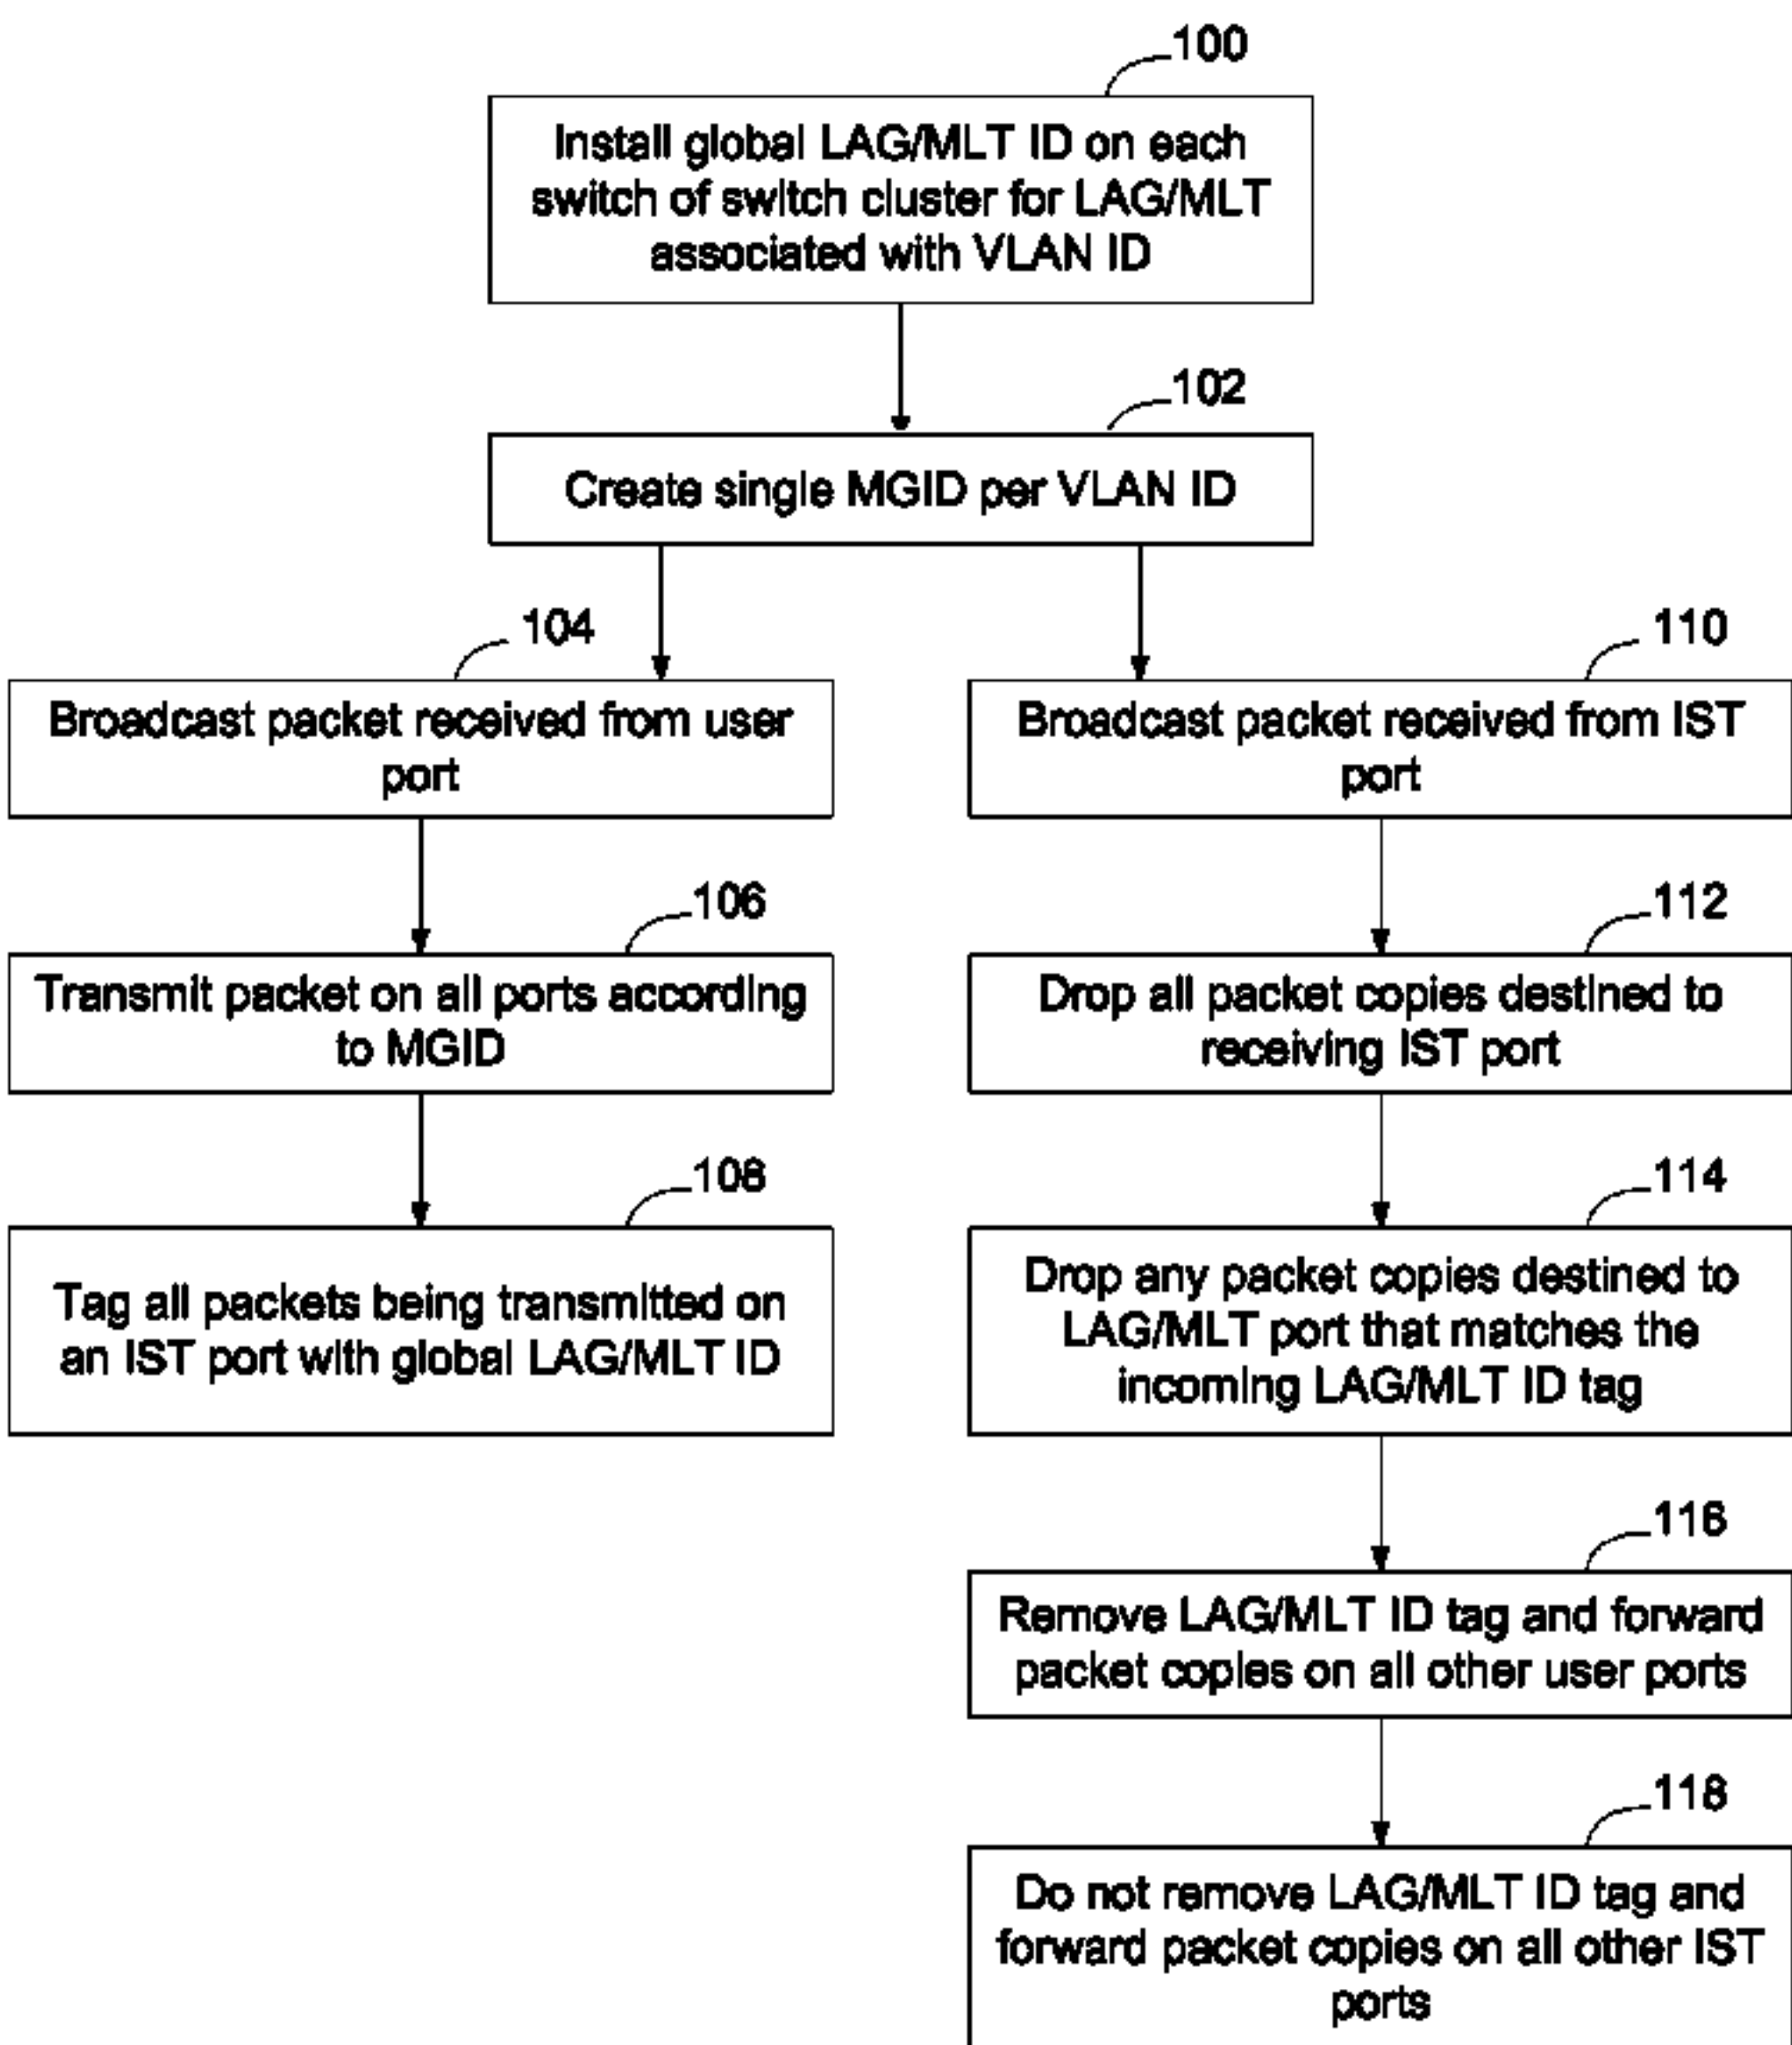 100
Install global LAG/MLT ID on each
switch of switch cluster for LAG/MLT
associated with VLAN ID
102
Create single MGID per VLAN ID
104
Broadcast packet received from user
port
106
Transmit packet on all ports according
to MGID
108
Tag all packets being transmitted on
an IST port with global LAG/MLT ID
110
Broadcast packet received from IST
port
112
Drop all packet copies destined to
receiving IST port
114
Drop any packet copies destined to
LAG/MLT port that matches the
incoming LAG/MLT ID tag
116
Remove LAG/MLT ID tag and forward
packet copies on all other user ports
118
Do not remove LAG/MLT ID tag and
forward packet copies on all other IST
ports